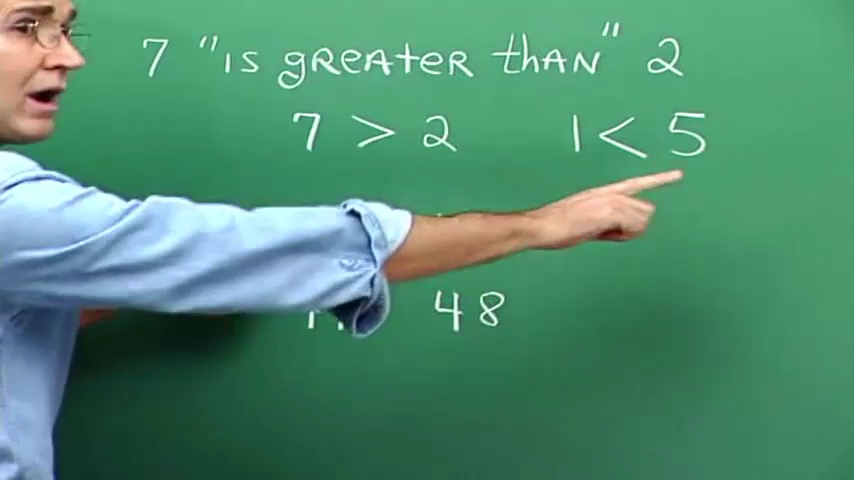 7 "is greater than" 2
7 > 2 1 < 5
48